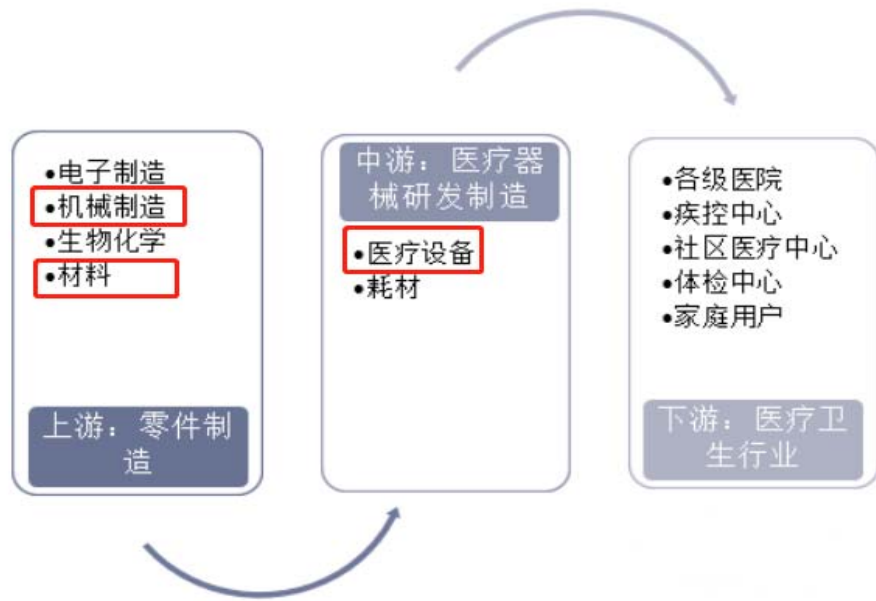 •电子制造
•机械制造
•生物化学
•材料
上游：零件制
造
中游：医疗器
械研发制造
•医疗设备
•耗材
•各级医院
•疾控中心
•社区医疗中心
•体检中心
•家庭用户
下游：医疗卫
生行业